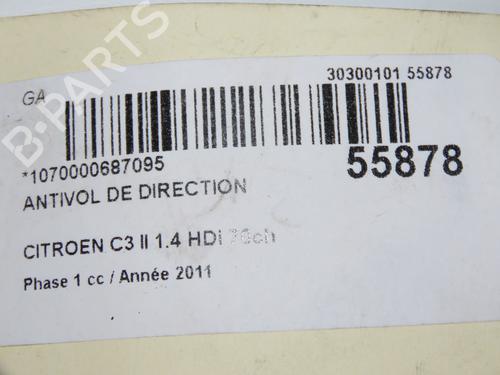 GA
30300101 55878
B-PARTS
*1070000687095
55878
ANTIVOL DE DIRECTION
CITROEN C3 II 1.4 HDi 70ch
Phase 1 cc / Année 2011